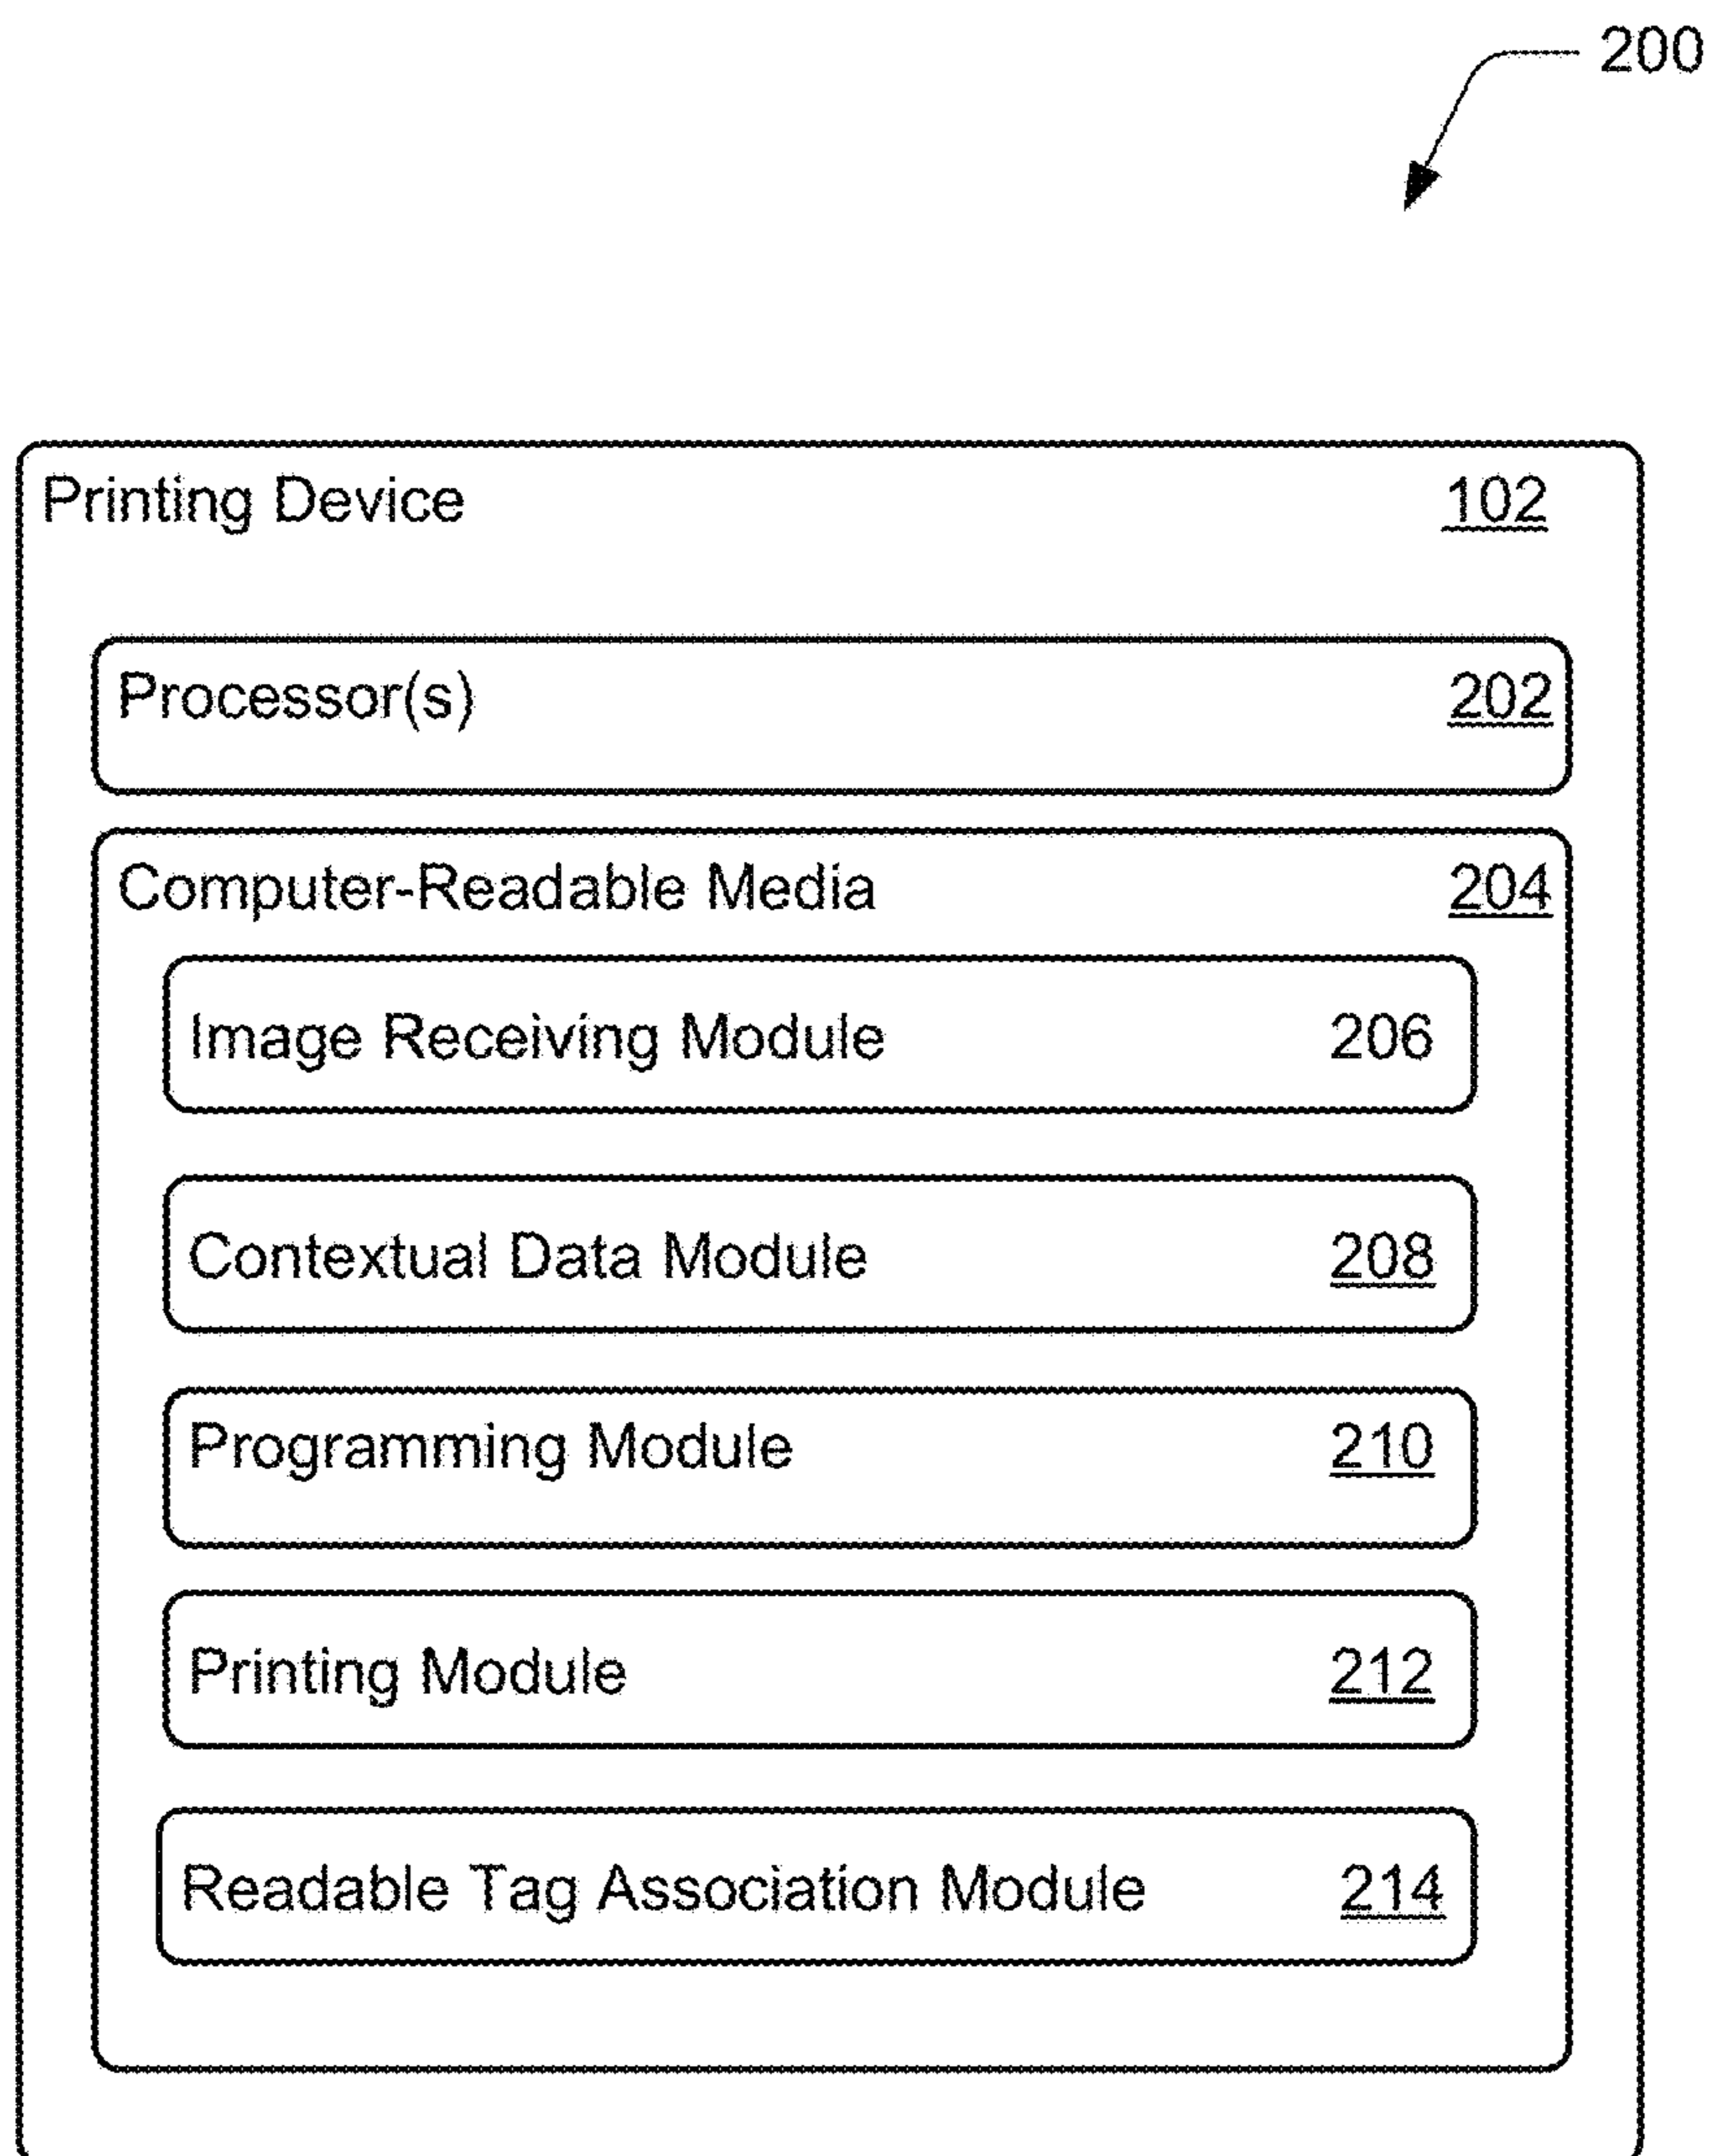 200
Printing Device 102
Processor(s) 202
Computer-Readable Media 204
Image Receiving Module 206
Contextual Data Module 208
Programming Module 210
Printing Module 212
Readable Tag Association Module 214